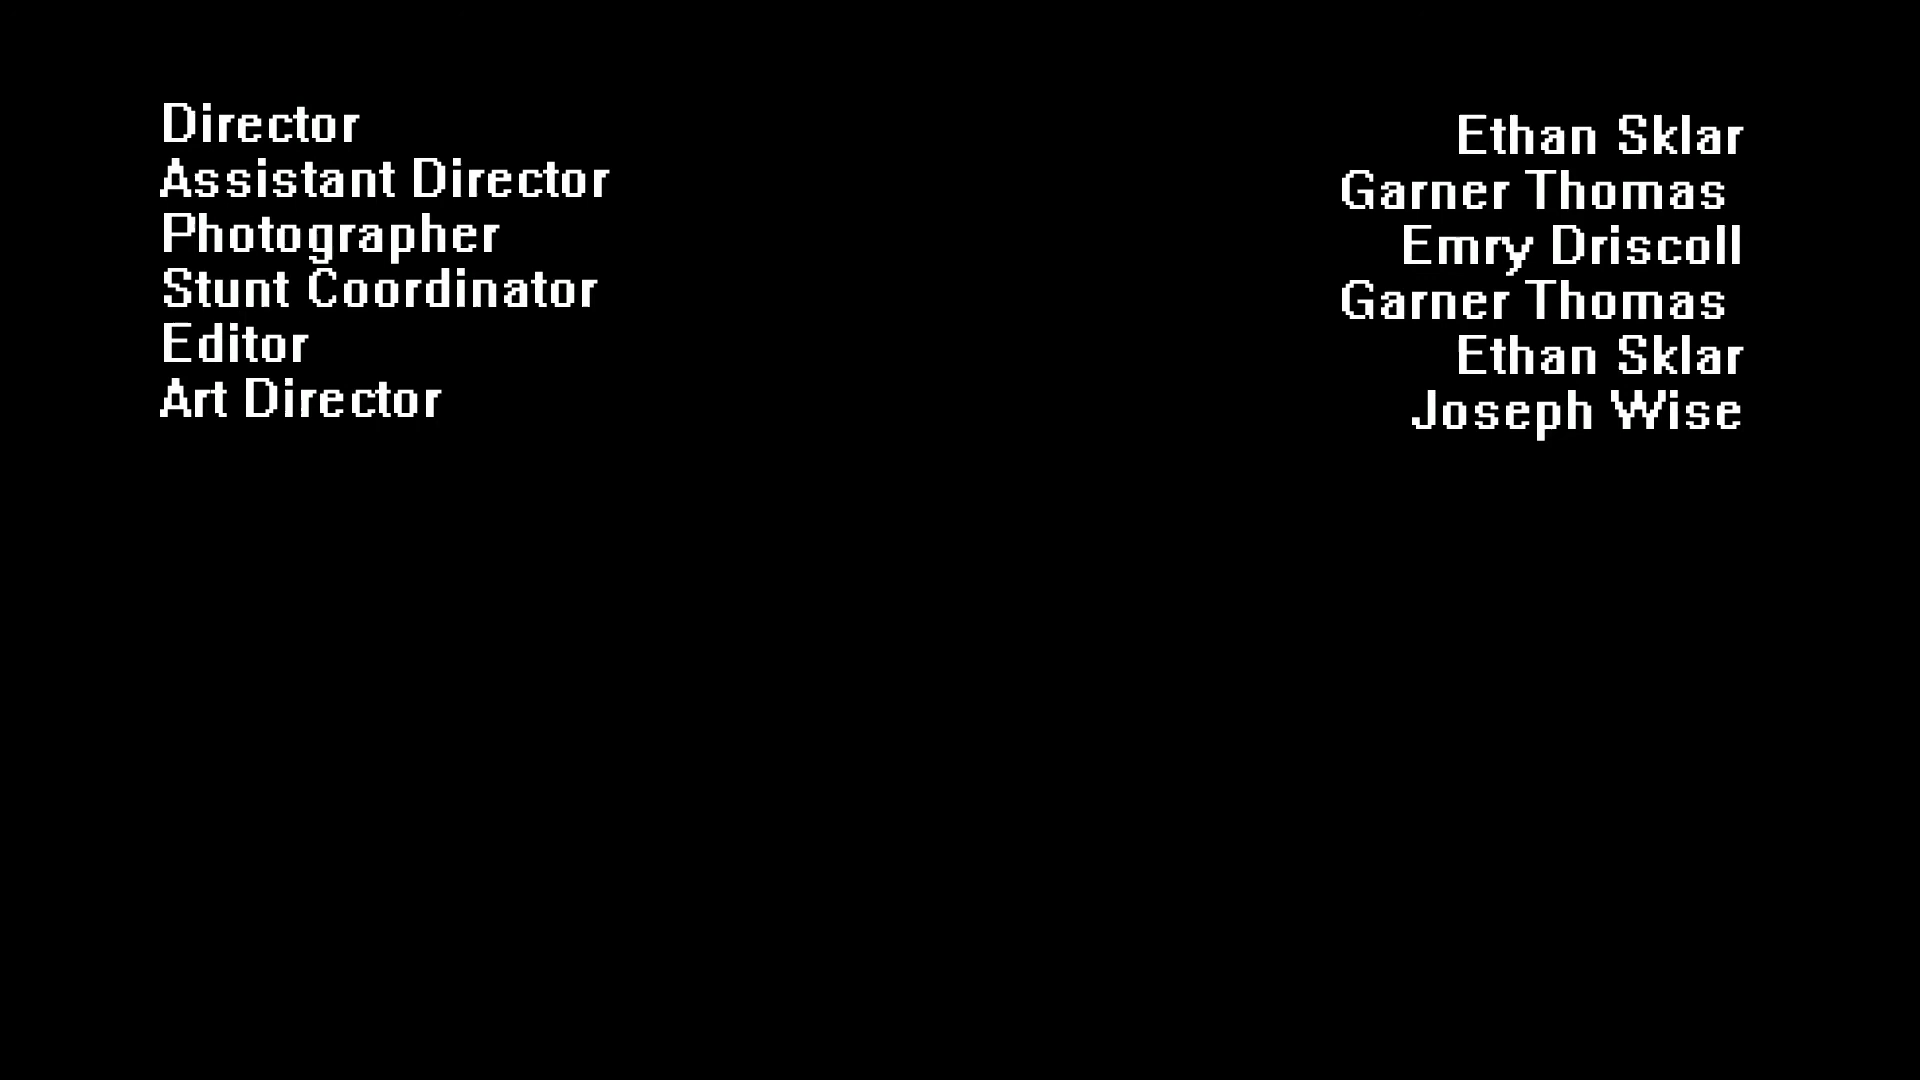 Director Ethan Sklar
Assistant Director Garner Thomas
Photographer Emry Driscoll
Stunt Coordinator Garner Thomas
Editor Ethan Sklar
Art Director Joseph Wise